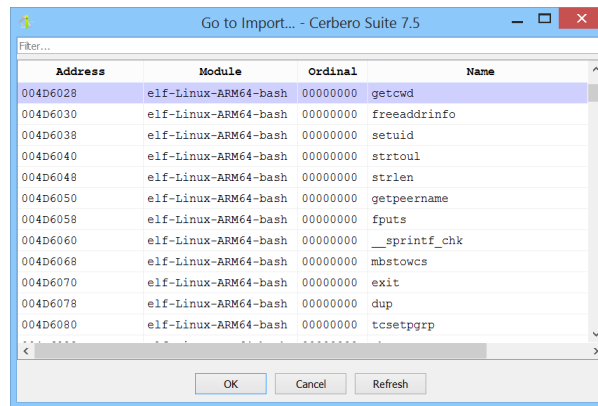 Go to Import... - Cerbero Suite 7.5
Filter...
Address Module Ordinal Name
004D6028 elf-Linux-ARM64-bash 00000000 getcwd
004D6030 elf-Linux-ARM64-bash 00000000 freeaddrinfo
004D6038 elf-Linux-ARM64-bash 00000000 setuid
004D6040 elf-Linux-ARM64-bash 00000000 strtoul
004D6048 elf-Linux-ARM64-bash 00000000 strlen
004D6050 elf-Linux-ARM64-bash 00000000 getpeername
004D6058 elf-Linux-ARM64-bash 00000000 fputs
004D6060 elf-Linux-ARM64-bash 00000000 __sprintf_chk
004D6068 elf-Linux-ARM64-bash 00000000 mbstowcs
004D6070 elf-Linux-ARM64-bash 00000000 exit
004D6078 elf-Linux-ARM64-bash 00000000 dup
004D6080 elf-Linux-ARM64-bash 00000000 tcsetpgrp
OK Cancel Refresh